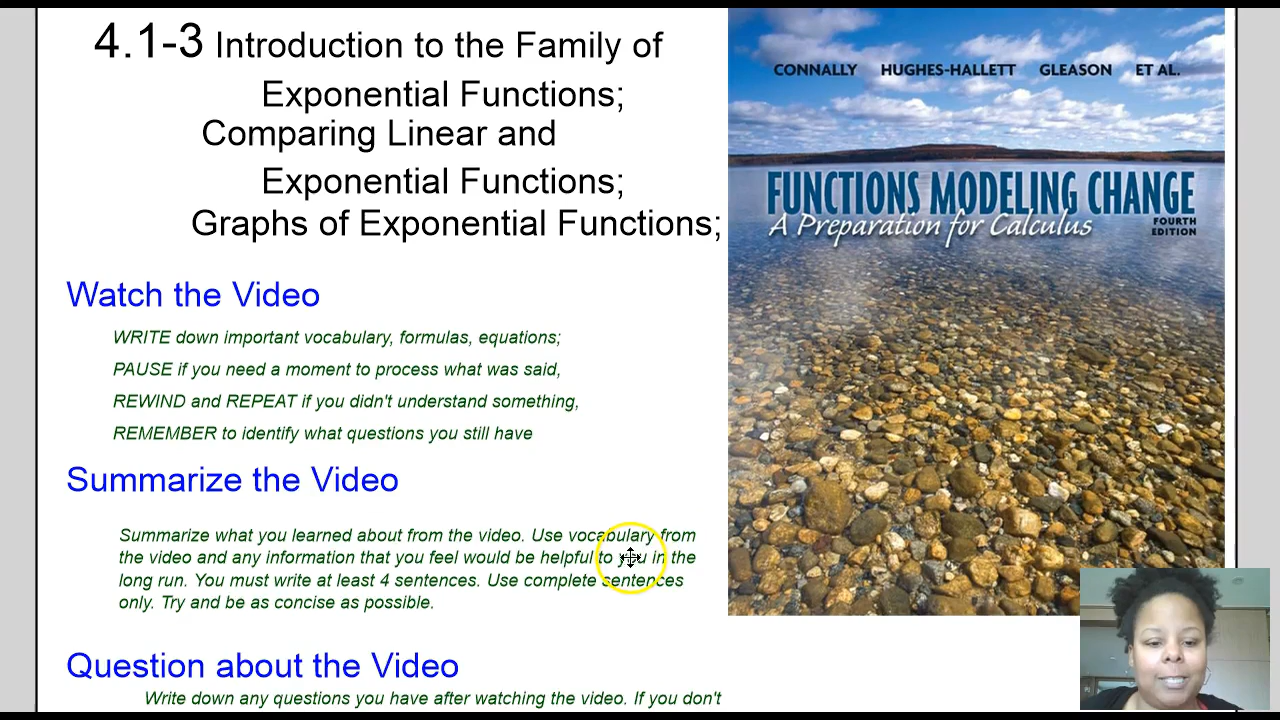 4.1-3 Introduction to the Family of
Exponential Functions;
Comparing Linear and
Exponential Functions;
Graphs of Exponential Functions;
Watch the Video
WRITE down important vocabulary, formulas, equations;
PAUSE if you need a moment to process what was said,
REWIND and REPEAT if you didn't understand something,
REMEMBER to identify what questions you still have
Summarize the Video
Summarize what you learned about from the video. Use vocabulary from
the video and any information that you feel would be helpful to you in the
long run. You must write at least 4 sentences. Use complete sentences
only. Try and be as concise as possible.
Question about the Video
Write down any questions you have after watching the video. If you don't
CONNALLY HUGHES-HALLETT GLEASON ET AL.
FUNCTIONS MODELING CHANGE
A Preparation for Calculus
FOURTH
EDITION